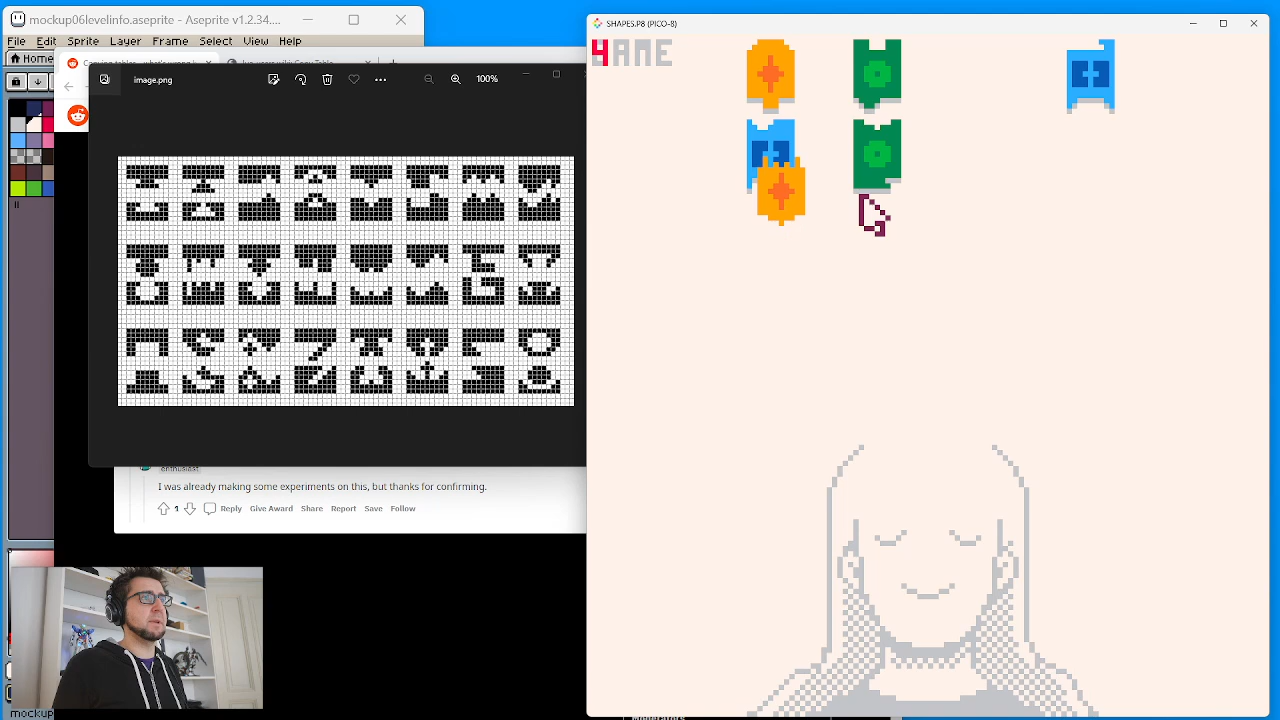 mockup06levelinfo.aseprite - Aseprite v1.2.34....
File Edit Sprite Layer Frame Select View Help
Home
image.png
100%
enthusiast
I was already making some experiments on this, but thanks for confirming.
1 Reply Give Award Share Report Save Follow
mockup
SHAPES.P8 (PICO-8)
4AME